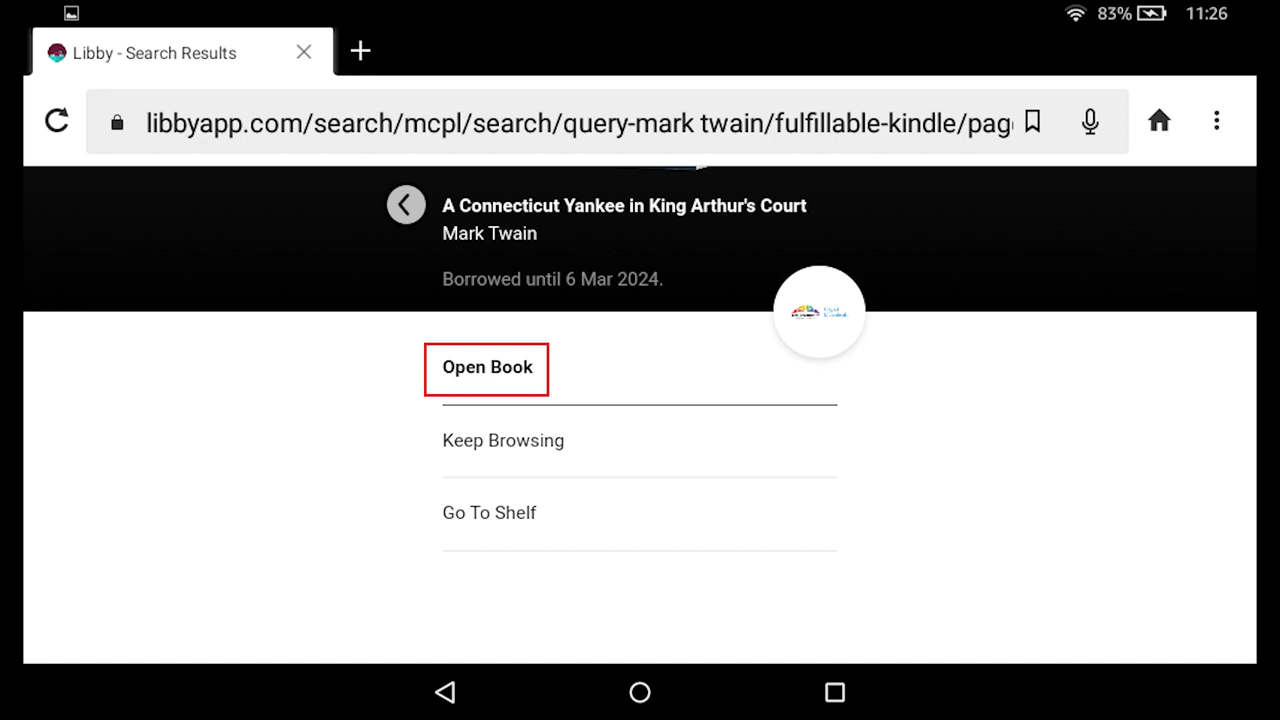 83%
11:26
Libby - Search Results
libbyapp.com/search/mcpl/search/query-mark twain/fulfillable-kindle/pag
A Connecticut Yankee in King Arthur's Court
Mark Twain
Borrowed until 6 Mar 2024.
Open Book
Keep Browsing
Go To Shelf